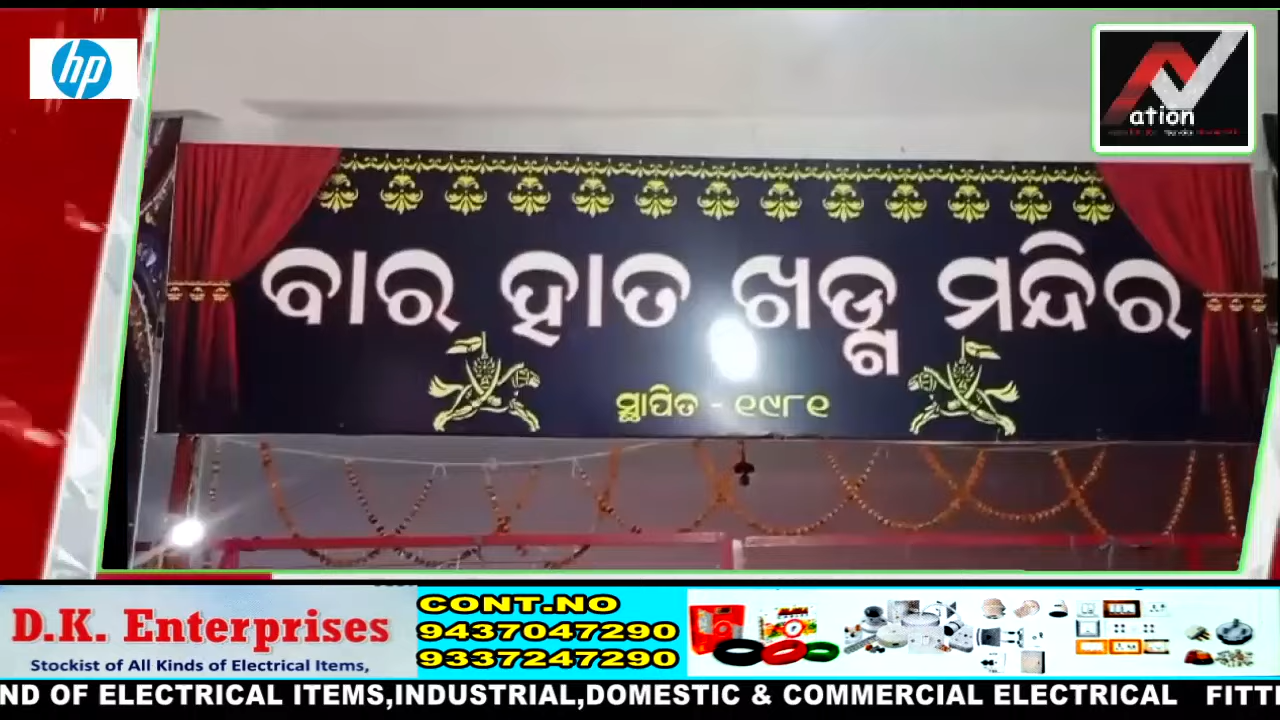 hp
ation
ବାର ହାତ ଖଡ୍ଗ ମନ୍ଦିର
ସ୍ଥାପିତ - ୧୯୮୧
D.K. Enterprises
Stockist of All Kinds of Electrical Items,
CONT.NO
9437047290
9337247290
ND OF ELECTRICAL ITEMS,INDUSTRIAL,DOMESTIC & COMMERCIAL ELECTRICAL FITTI